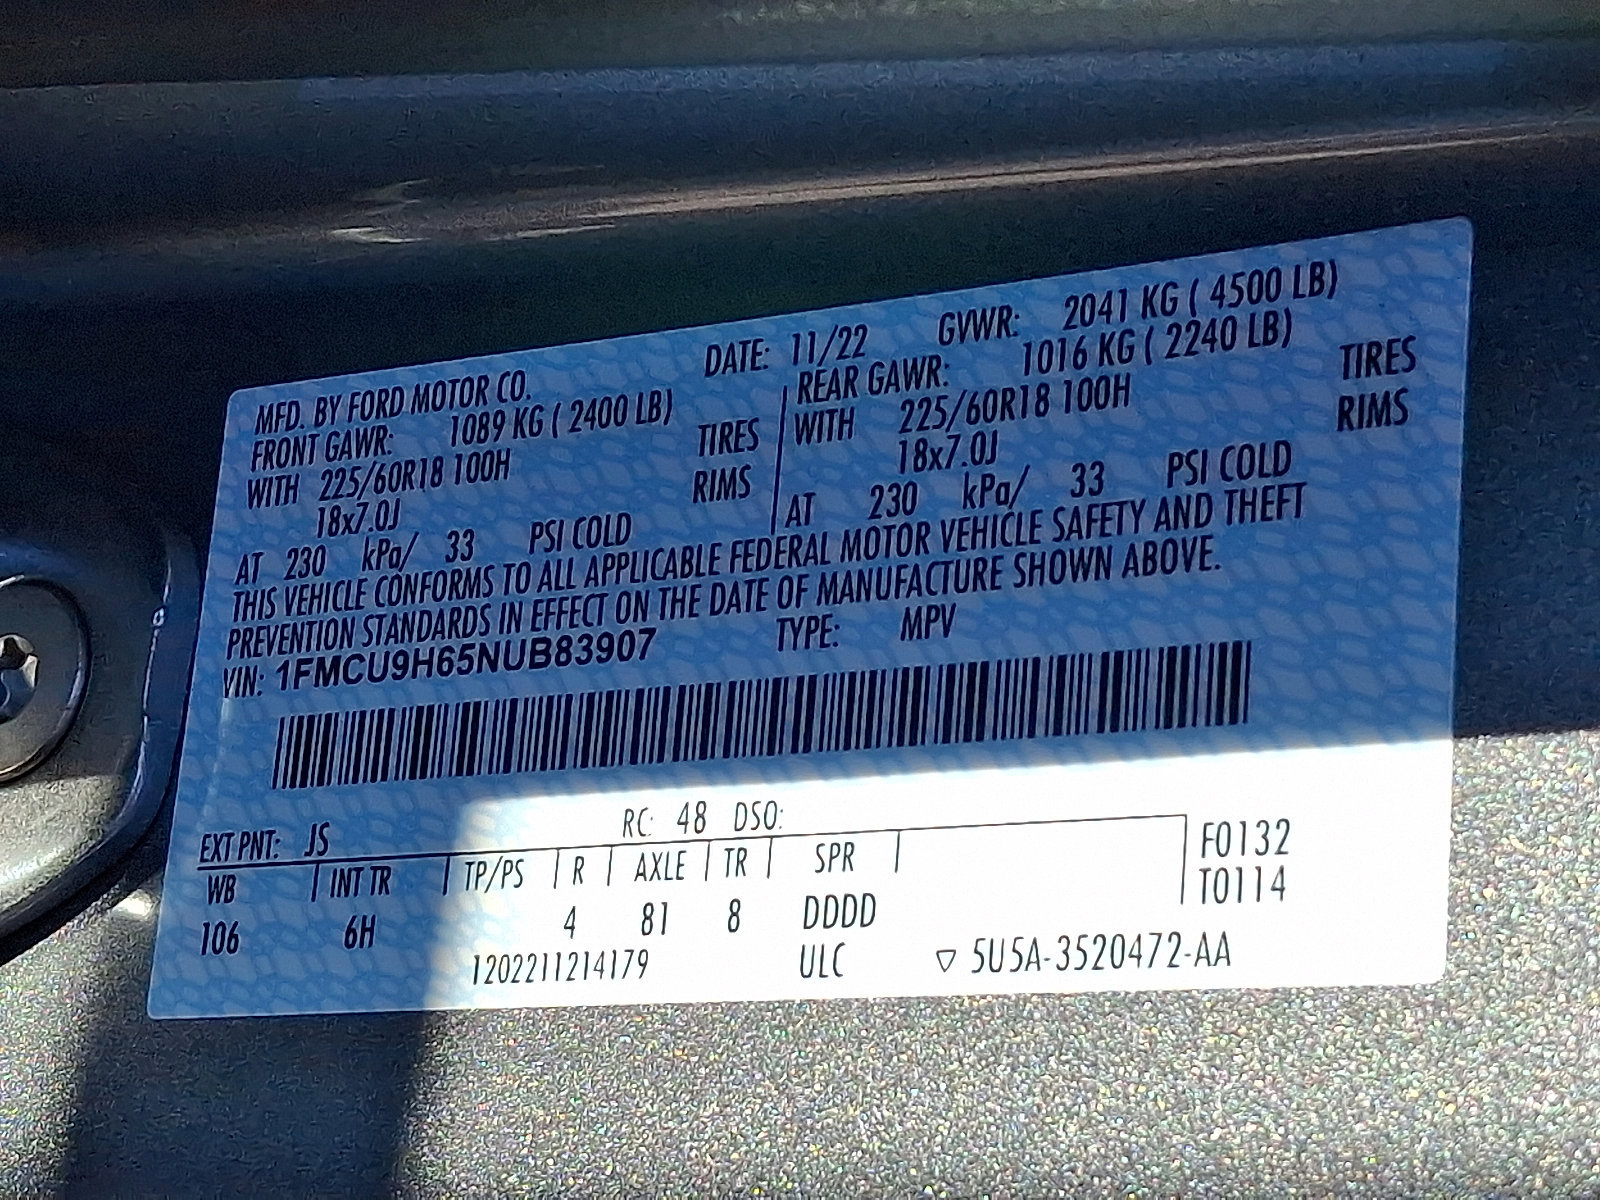 MFD. BY FORD MOTOR CO.
DATE: 11/22 GVWR: 2041 KG ( 4500 LB)
FRONT GAWR: 1089 KG ( 2400 LB)
WITH 225/60R18 100H TIRES
18x7.0J RIMS
AT 230 kPa/ 33 PSI COLD
REAR GAWR: 1016 KG ( 2240 LB)
WITH 225/60R18 100H TIRES
18x7.0J RIMS
AT 230 kPa/ 33 PSI COLD
THIS VEHICLE CONFORMS TO ALL APPLICABLE FEDERAL MOTOR VEHICLE SAFETY AND THEFT
PREVENTION STANDARDS IN EFFECT ON THE DATE OF MANUFACTURE SHOWN ABOVE.
VIN: 1FMCU9H65NUB83907 TYPE: MPV
EXT PNT: JS RC: 48 DSO:
WB INT TR TP/PS R AXLE TR SPR F0132
106 6H 4 81 8 DDDD T0114
1202211214179 ULC ▽ 5U5A-3520472-AA